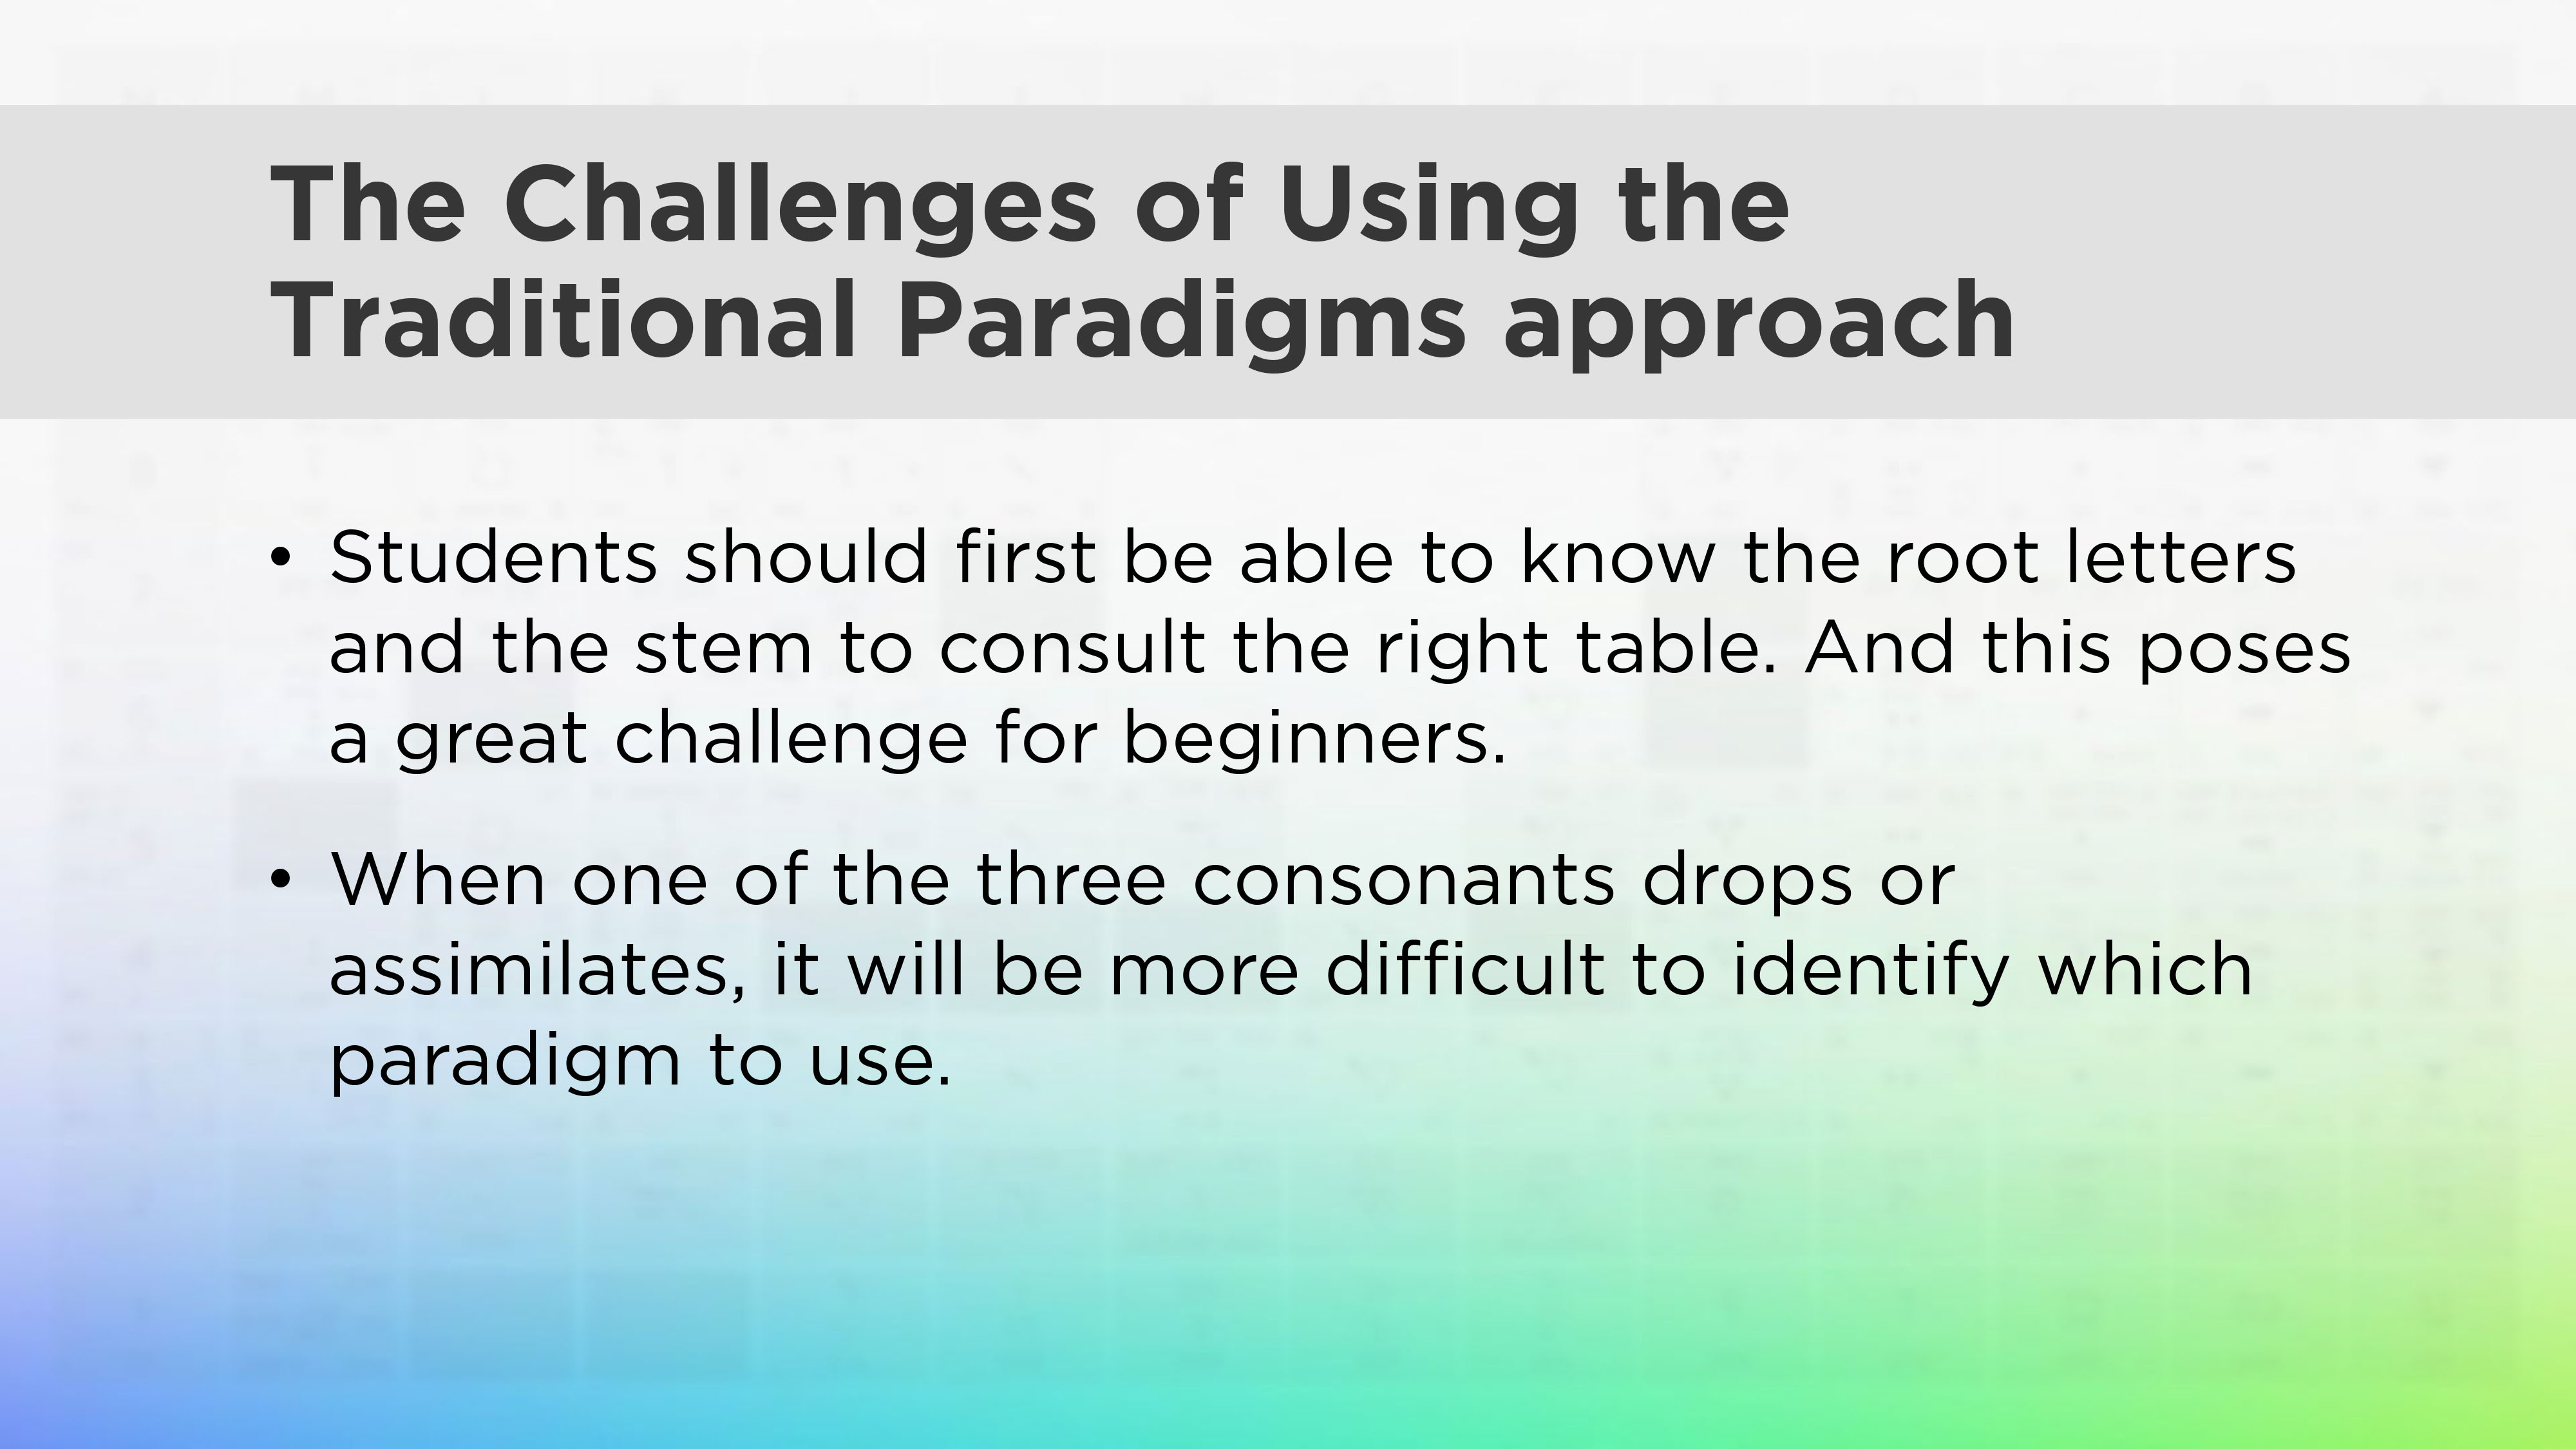 The Challenges of Using the
Traditional Paradigms approach
• Students should first be able to know the root letters
and the stem to consult the right table. And this poses
a great challenge for beginners.
• When one of the three consonants drops or
assimilates, it will be more difficult to identify which
paradigm to use.